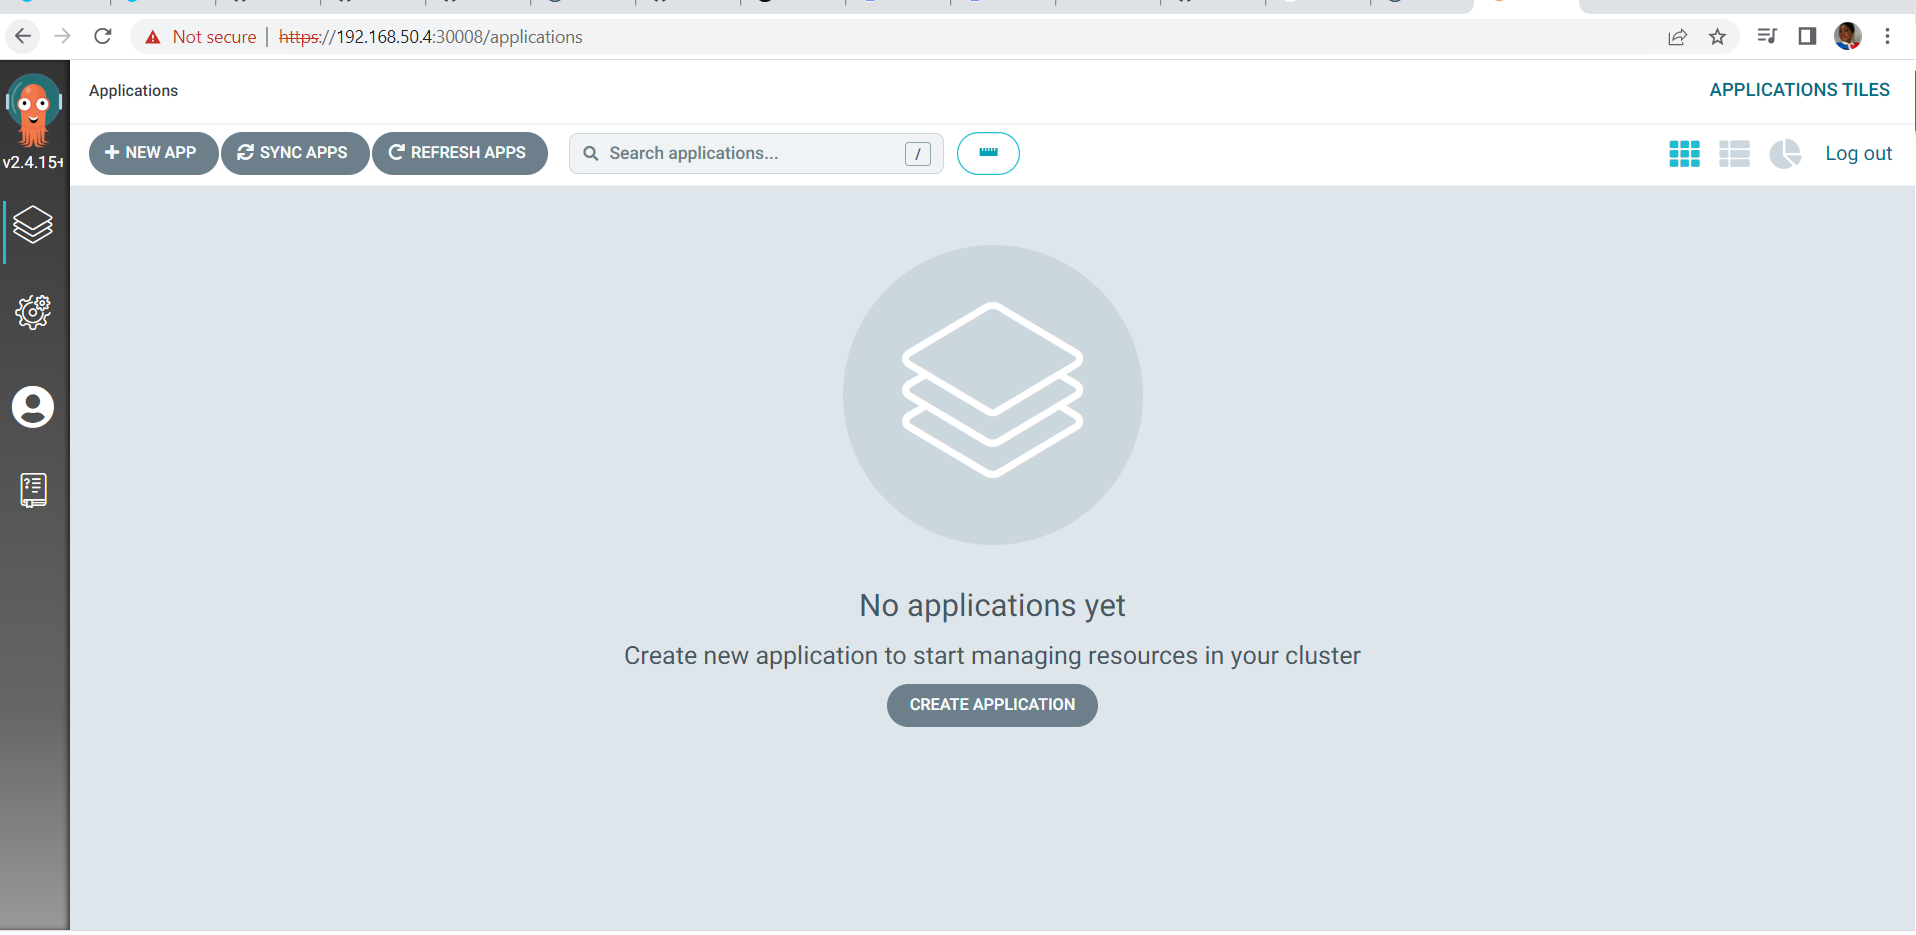 Not secure | https://192.168.50.4:30008/applications
v2.4.15+
Applications
APPLICATIONS TILES
NEW APP
SYNC APPS
REFRESH APPS
Search applications...
/
Log out
No applications yet
Create new application to start managing resources in your cluster
CREATE APPLICATION